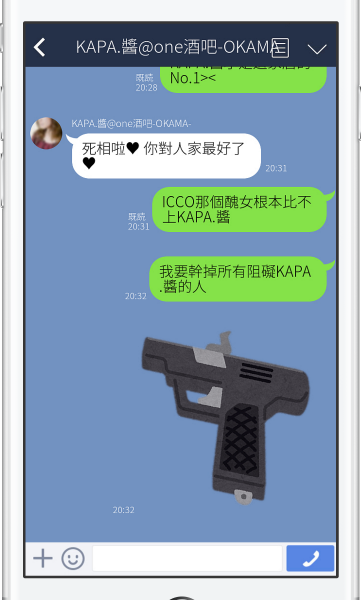 KAPA.醬@one酒吧-OKAMA
No.1><
既読
20:28
KAPA.醬@one酒吧-OKAMA-
死相啦♥ 你對人家最好了
♥
20:31
ICCO那個醜女根本比不
上KAPA.醬
既読
20:31
我要幹掉所有阻礙KAPA
.醬的人
20:32
20:32